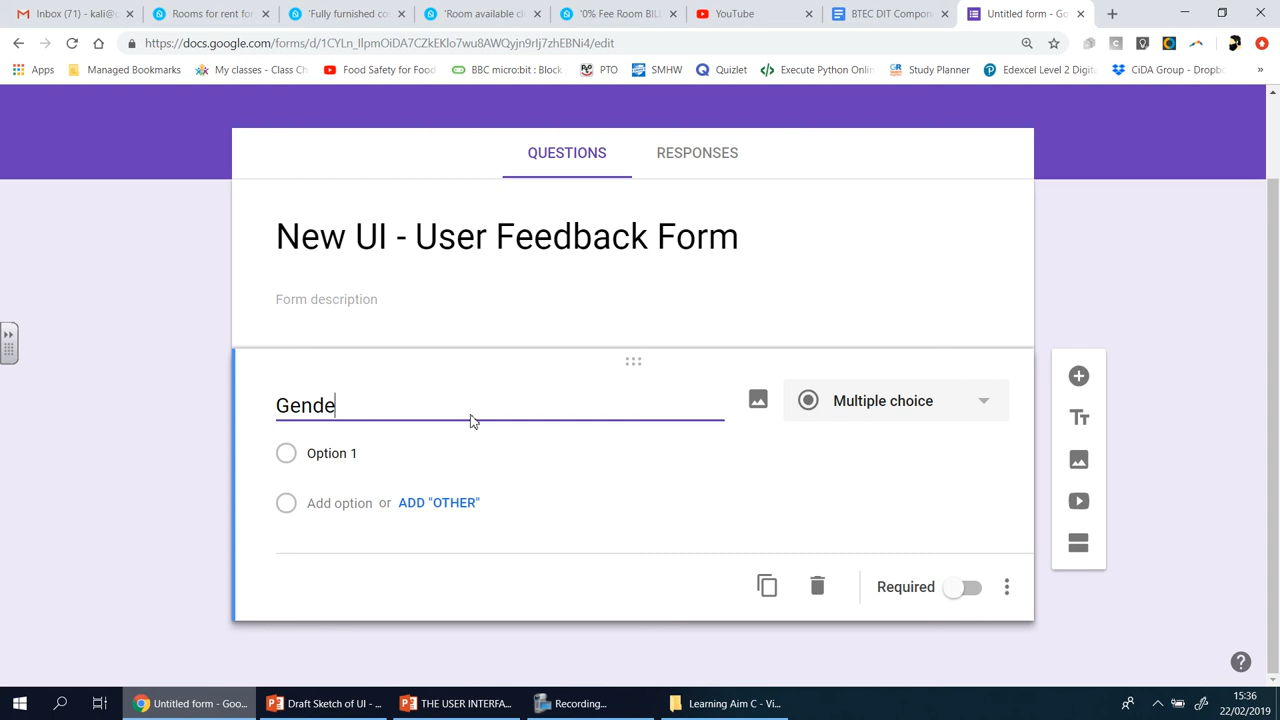 Inbox (71) - kali@c
Rooms for rent for
'Fully furnished co
'Room available cl
'0% Fee Room BILL
YouTube
BTEC DIT Compon
Untitled form - Goo
https://docs.google.com/forms/d/1CYLn_IlpmOiDA7CZkEKlo7wu8AWQyjn9rIj7zhEBNi4/edit
Apps
Managed Bookmarks
My classes - Class Ch
Food Safety for Food
BBC micro:bit : Block
PTO
SMHW
Quizlet
Execute Python Onlin
Study Planner
Edexcel Level 2 Digita
CiDA Group - Dropbo
»
QUESTIONS
RESPONSES
New UI - User Feedback Form
Form description
Gende
Multiple choice
Option 1
Add option or ADD "OTHER"
Required
Untitled form - Goo...
Draft Sketch of UI - ...
THE USER INTERFA...
Recording...
Learning Aim C - Vi...
15:36
22/02/2019